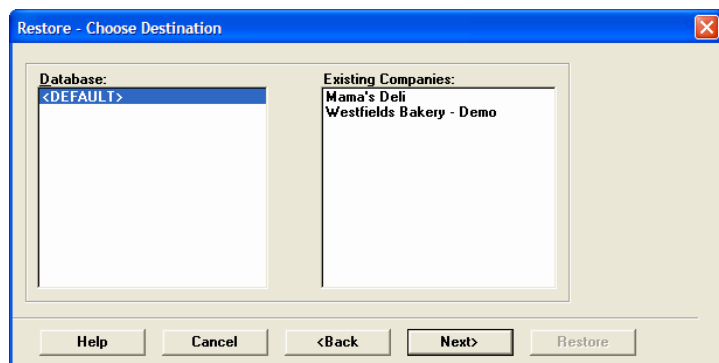 Restore - Choose Destination
Database:
<DEFAULT>
Existing Companies:
Mama's Deli
Westfields Bakery - Demo
Help
Cancel
<Back
Next>
Restore